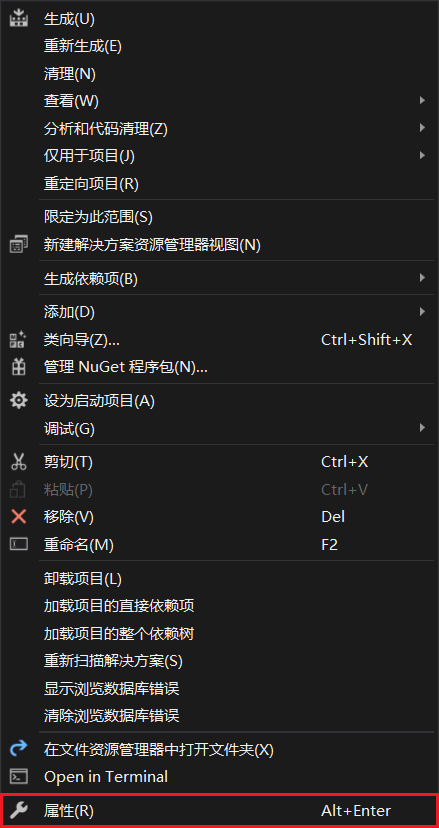 生成(U)
重新生成(E)
清理(N)
查看(W)
分析和代码清理(Z)
仅用于项目(J)
重定向项目(R)
限定为此范围(S)
新建解决方案资源管理器视图(N)
生成依赖项(B)
添加(D)
类向导(Z)... Ctrl+Shift+X
管理 NuGet 程序包(N)...
设为启动项目(A)
调试(G)
剪切(T) Ctrl+X
粘贴(P) Ctrl+V
移除(V) Del
重命名(M) F2
卸载项目(L)
加载项目的直接依赖项
加载项目的整个依赖树
重新扫描解决方案(S)
显示浏览数据库错误
清除浏览数据库错误
在文件资源管理器中打开文件夹(X)
Open in Terminal
属性(R) Alt+Enter